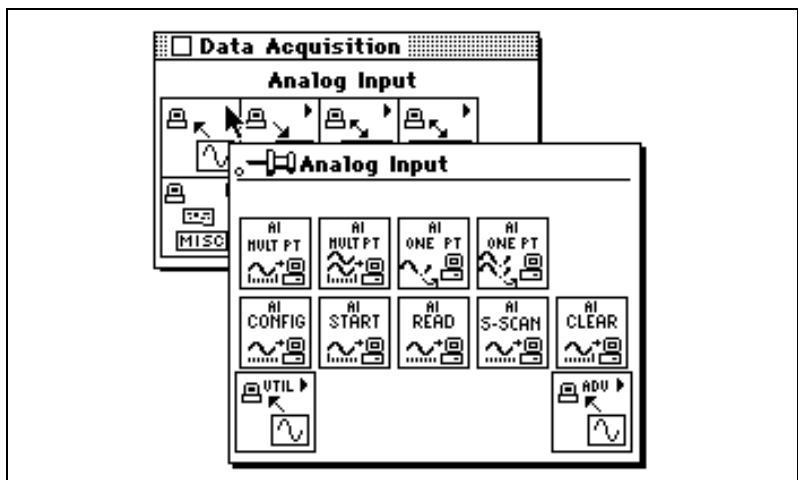 Data Acquisition
Analog Input
MISC
Analog Input
AI MULT PT
AI MULT PT
AI ONE PT
AI ONE PT
AI CONFIG
AI START
AI READ
AI S-SCAN
AI CLEAR
UTIL
ADV